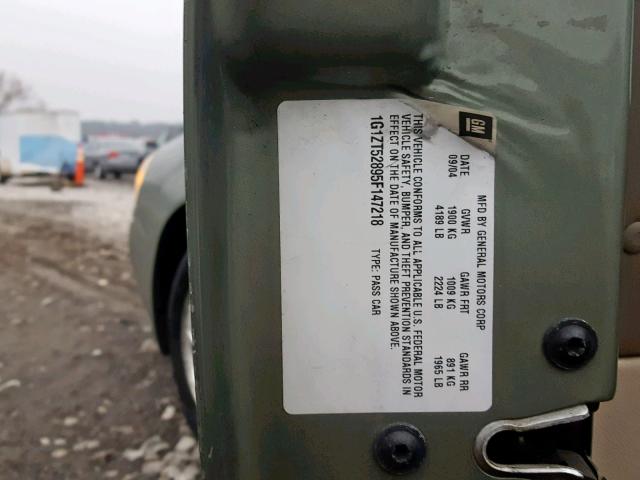 GM
MFD BY GENERAL MOTORS CORP
DATE GVWR GAWR FRT GAWR RR
09/04 1900 KG 1009 KG 891 KG
4189 LB 2224 LB 1965 LB
THIS VEHICLE CONFORMS TO ALL APPLICABLE U.S. FEDERAL MOTOR
VEHICLE SAFETY, BUMPER, AND THEFT PREVENTION STANDARDS IN
EFFECT ON THE DATE OF MANUFACTURE SHOWN ABOVE.
1G1ZT52895F147218 TYPE: PASS CAR